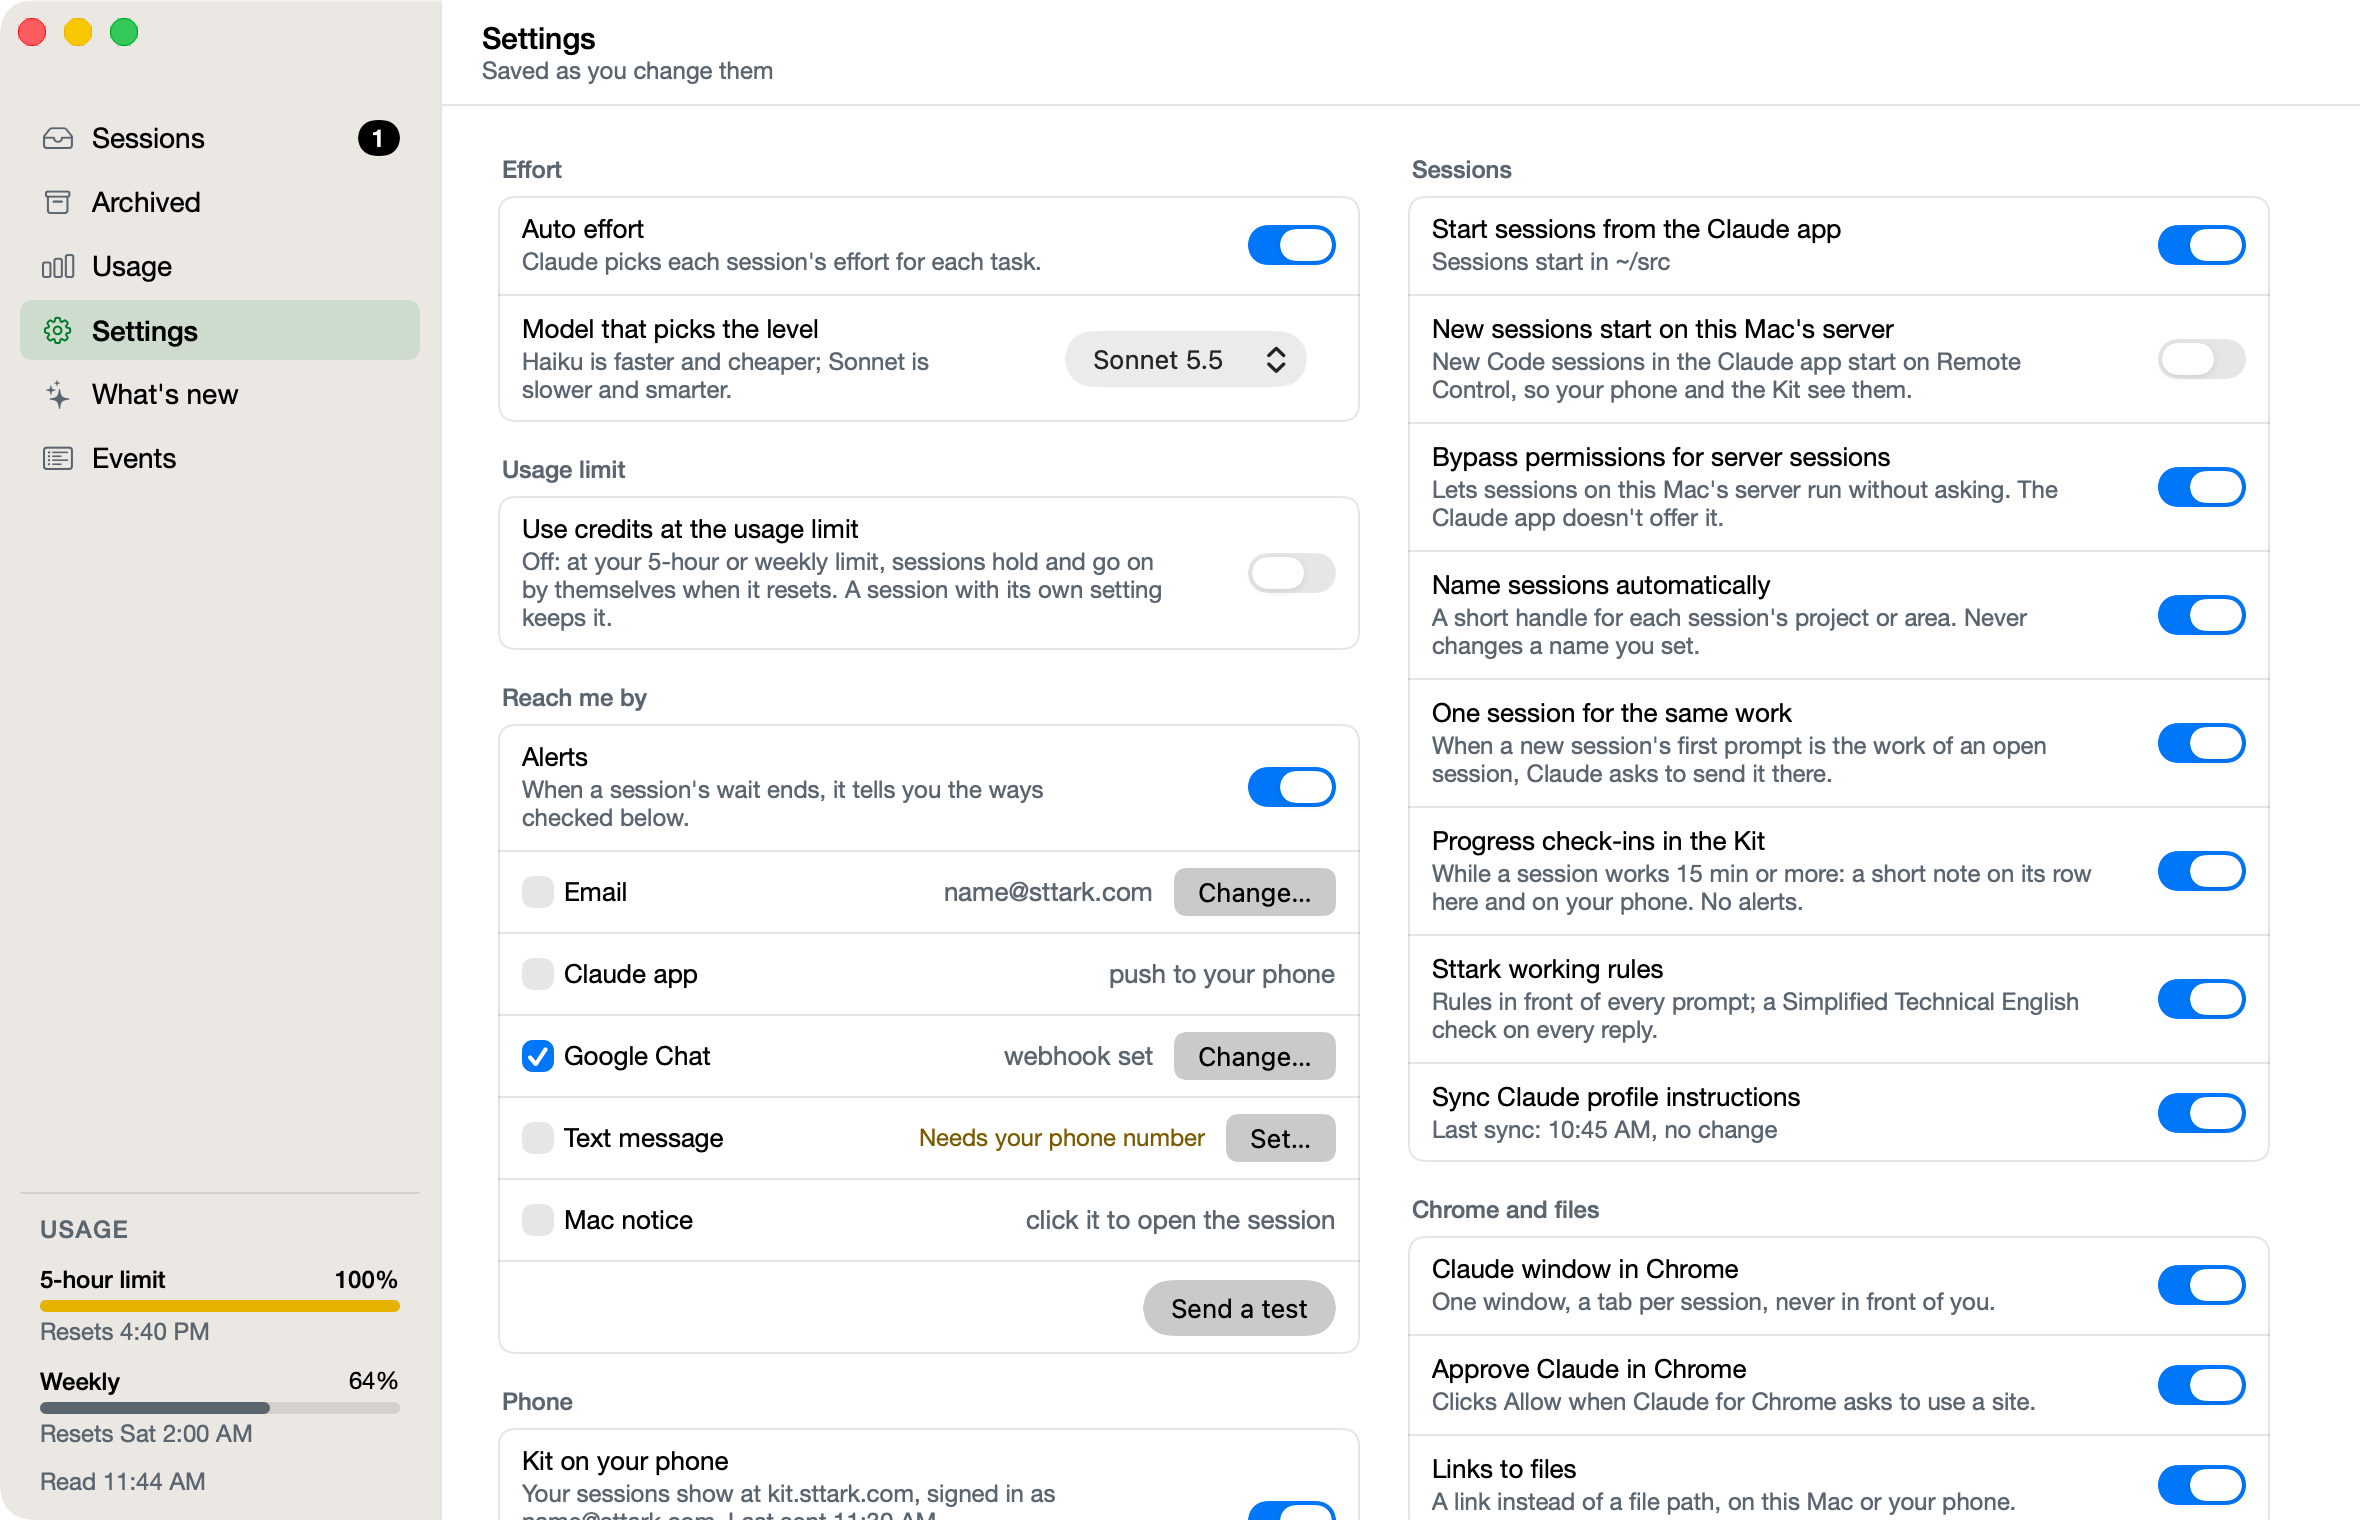 Settings
Saved as you change them
Sessions
1
Archived
Usage
Settings
What's new
Events
USAGE
5-hour limit 100%
Resets 4:40 PM
Weekly 64%
Resets Sat 2:00 AM
Read 11:44 AM
Effort
Auto effort
Claude picks each session's effort for each task.
Model that picks the level
Haiku is faster and cheaper; Sonnet is
slower and smarter.
Sonnet 5.5
Usage limit
Use credits at the usage limit
Off: at your 5-hour or weekly limit, sessions hold and go on
by themselves when it resets. A session with its own setting
keeps it.
Reach me by
Alerts
When a session's wait ends, it tells you the ways
checked below.
Email name@sttark.com Change...
Claude app push to your phone
Google Chat webhook set Change...
Text message Needs your phone number Set...
Mac notice click it to open the session
Send a test
Phone
Kit on your phone
Your sessions show at kit.sttark.com, signed in as
name@sttark.com. Last sent 11:30 AM
Sessions
Start sessions from the Claude app
Sessions start in ~/src
New sessions start on this Mac's server
New Code sessions in the Claude app start on Remote
Control, so your phone and the Kit see them.
Bypass permissions for server sessions
Lets sessions on this Mac's server run without asking. The
Claude app doesn't offer it.
Name sessions automatically
A short handle for each session's project or area. Never
changes a name you set.
One session for the same work
When a new session's first prompt is the work of an open
session, Claude asks to send it there.
Progress check-ins in the Kit
While a session works 15 min or more: a short note on its row
here and on your phone. No alerts.
Sttark working rules
Rules in front of every prompt; a Simplified Technical English
check on every reply.
Sync Claude profile instructions
Last sync: 10:45 AM, no change
Chrome and files
Claude window in Chrome
One window, a tab per session, never in front of you.
Approve Claude in Chrome
Clicks Allow when Claude for Chrome asks to use a site.
Links to files
A link instead of a file path, on this Mac or your phone.